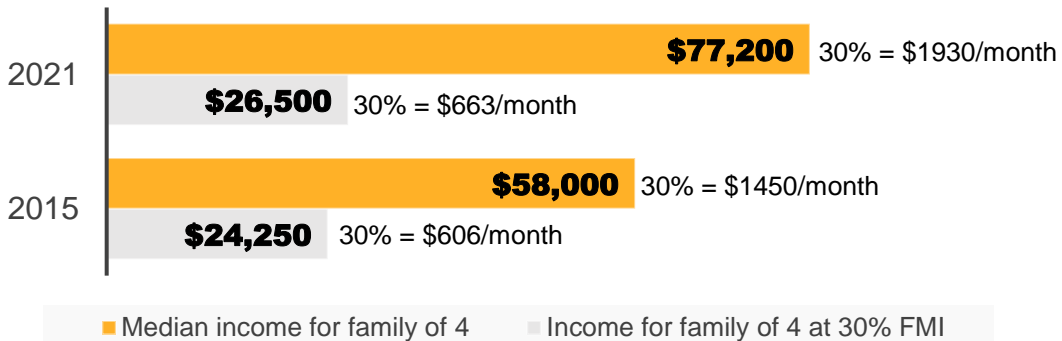 2021
$77,200 30% = $1930/month
$26,500 30% = $663/month
2015
$58,000 30% = $1450/month
$24,250 30% = $606/month
Median income for family of 4 Income for family of 4 at 30% FMI